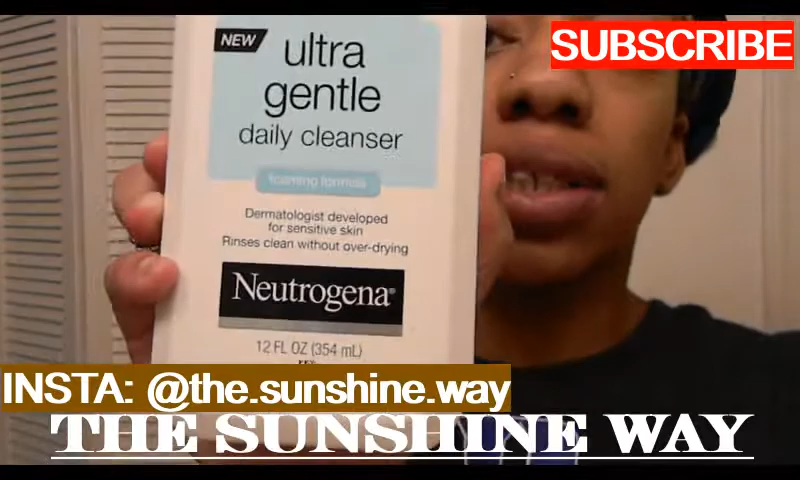 SUBSCRIBE
NEW
ultra
gentle
daily cleanser
foaming formula
Dermatologist developed
for sensitive skin
Rinses clean without over-drying
Neutrogena®
12 FL OZ (354 mL)
INSTA: @the.sunshine.way
THE SUNSHINE WAY